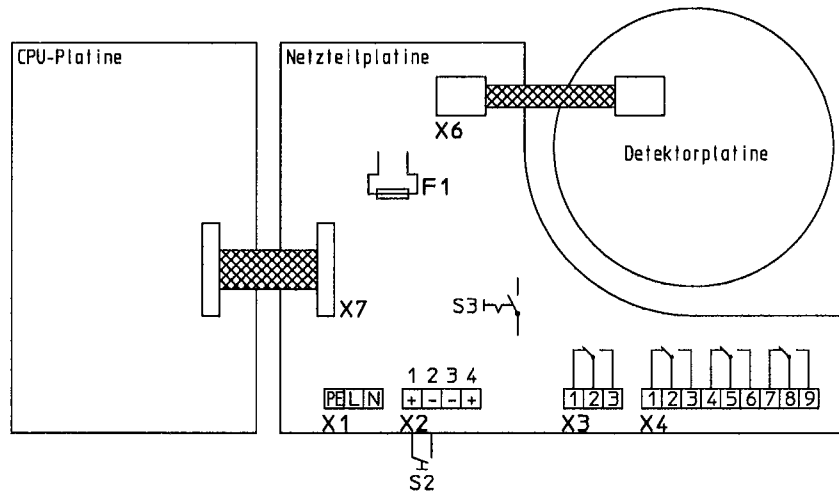 CPU-Platine
Netzteilplatine
X6
Detektorplatine
F1
X7
S3
1 2 3 4
PE L N
+ - - +
1 2 3
1 2 3 4 5 6 7 8 9
X1
X2
X3
X4
S2